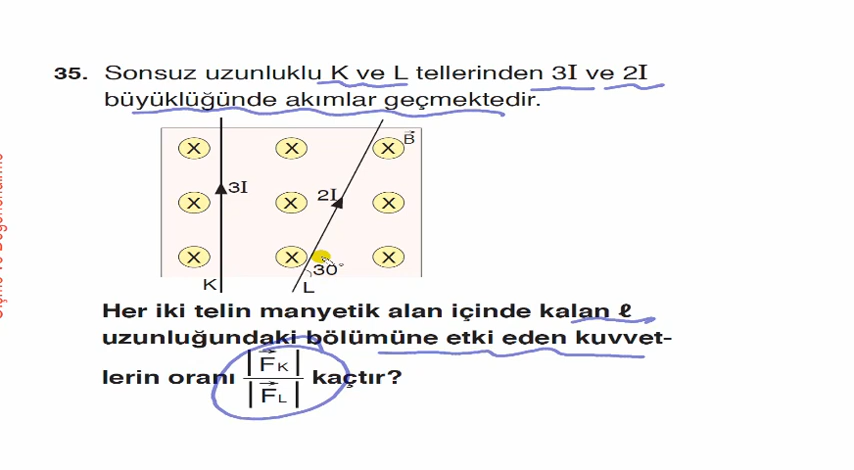 35. Sonsuz uzunluklu K ve L tellerinden 3I ve 2I
büyüklüğünde akımlar geçmektedir.
X X X B
3I 2I
X X X
X X X
30°
K L
Her iki telin manyetik alan içinde kalan ℓ
uzunluğundaki bölümüne etki eden kuvvet-
lerin oranı |F_K| / |F_L| kaçtır?